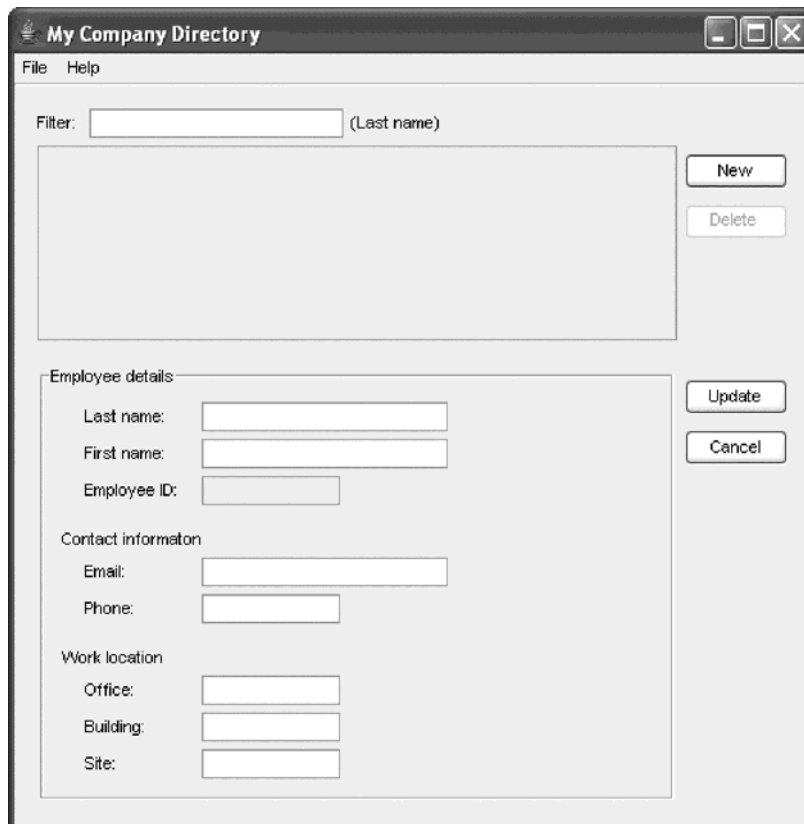 My Company Directory
File Help
Filter: (Last name)
New
Delete
Employee details
Update
Last name:
First name:
Cancel
Employee ID:
Contact informaton
Email:
Phone:
Work location
Office:
Building:
Site: